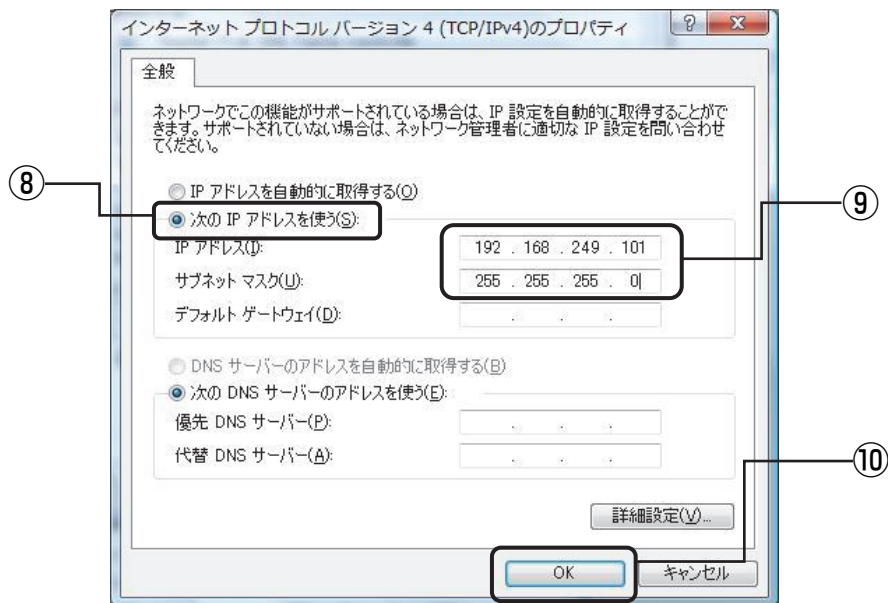 インターネット プロトコル バージョン 4 (TCP/IPv4)のプロパティ
?
全般
ネットワークでこの機能がサポートされている場合は、IP 設定を自動的に取得することがで
きます。サポートされていない場合は、ネットワーク管理者に適切な IP 設定を問い合わせ
てください。
⑧
IP アドレスを自動的に取得する(O)
次の IP アドレスを使う(S):
⑨
IP アドレス(I): 192 . 168 . 249 . 101
サブネット マスク(U): 255 . 255 . 255 . 0
デフォルト ゲートウェイ(D): . . .
DNS サーバーのアドレスを自動的に取得する(B)
次の DNS サーバーのアドレスを使う(E):
優先 DNS サーバー(P): . . .
代替 DNS サーバー(A): . . .
⑩
詳細設定(V)...
OK キャンセル